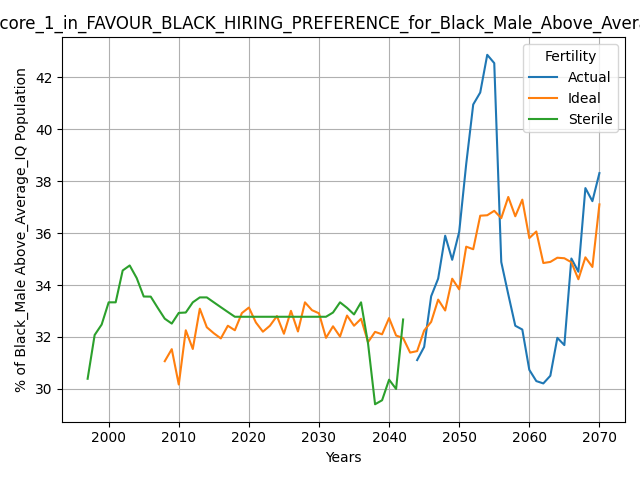 core_1_in_FAVOUR_BLACK_HIRING_PREFERENCE_for_Black_Male_Above_Avera
Fertility
Actual
Ideal
Sterile
% of Black_Male Above_Average_IQ Population
42
40
38
36
34
32
30
2000 2010 2020 2030 2040 2050 2060 2070
Years